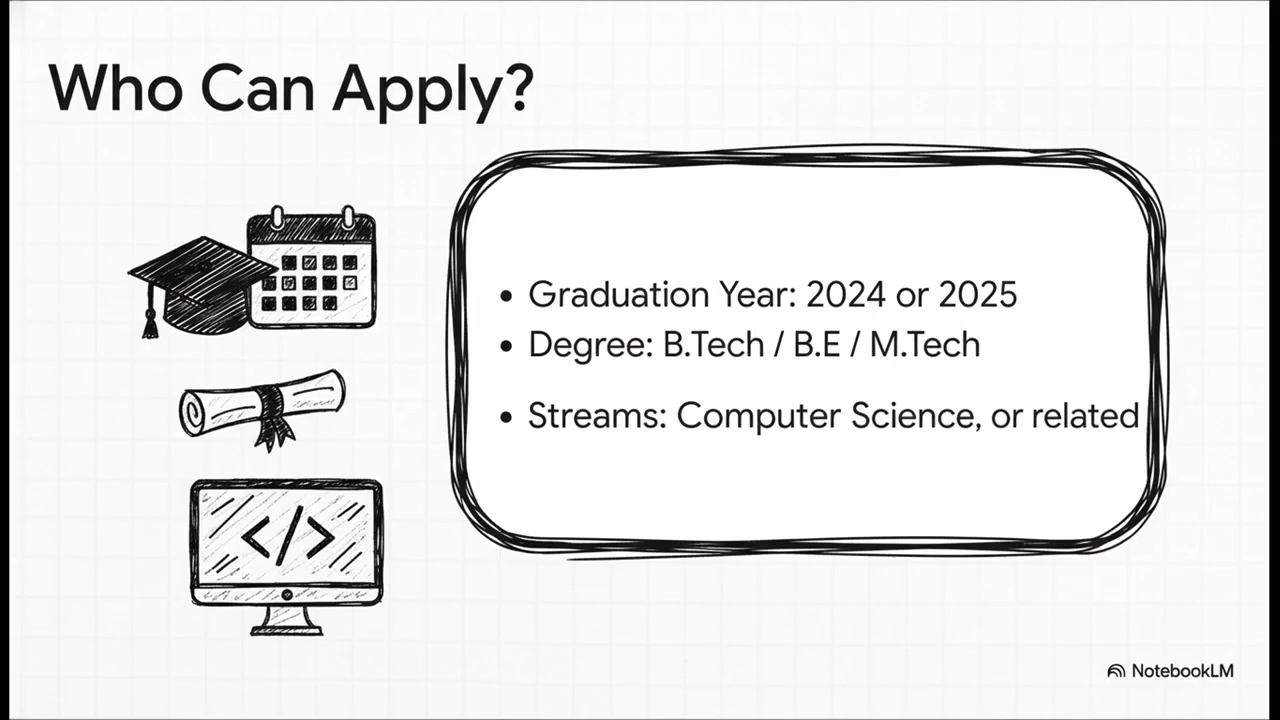 Who Can Apply?
• Graduation Year: 2024 or 2025
• Degree: B.Tech / B.E / M.Tech
• Streams: Computer Science, or related
</>
NotebookLM